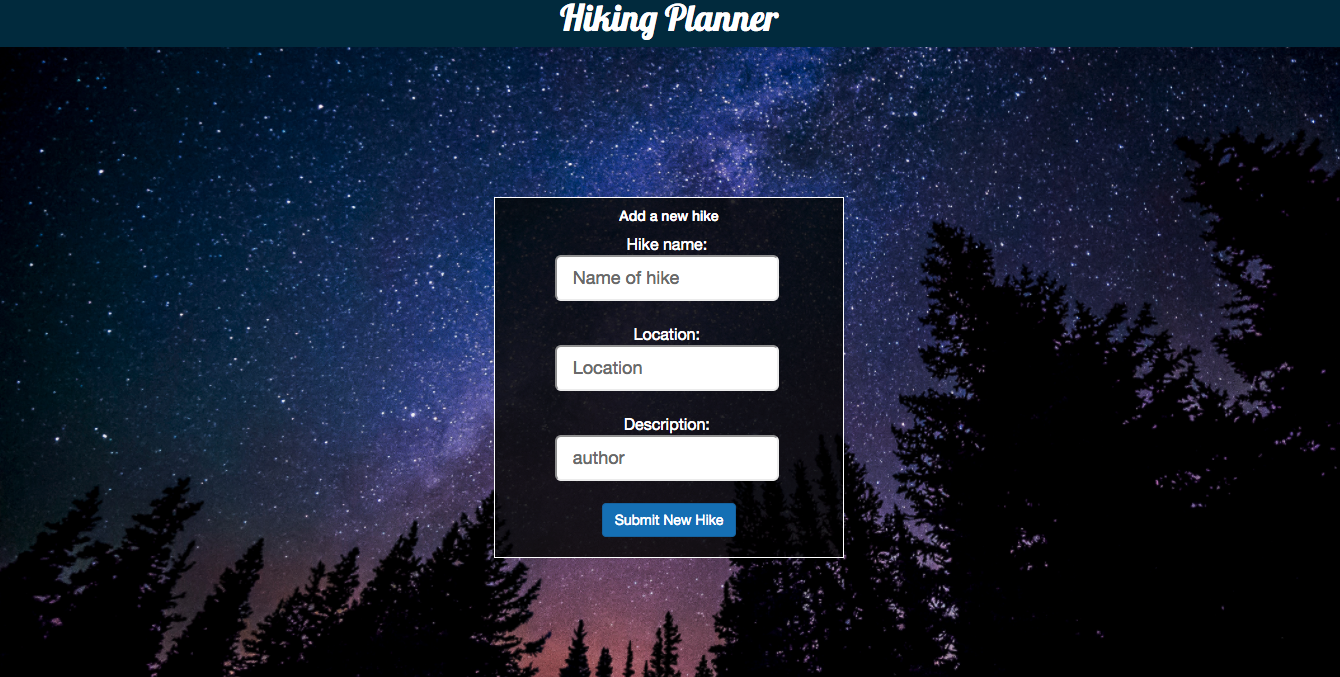 Hiking Planner
Add a new hike
Hike name:
Name of hike
Location:
Location
Description:
author
Submit New Hike